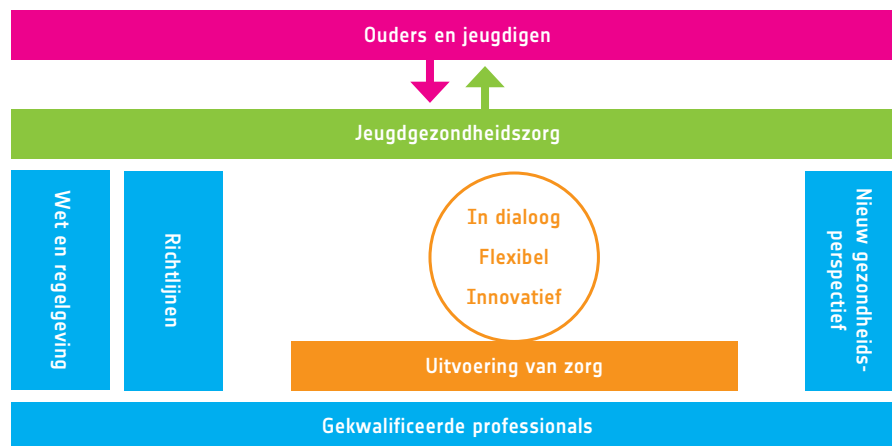 Ouders en jeugdigen
Jeugdgezondheidszorg
Wet en regelgeving
Richtlijnen
In dialoog
Flexibel
Innovatief
Nieuw gezondheids-
perspectief
Uitvoering van zorg
Gekwalificeerde professionals